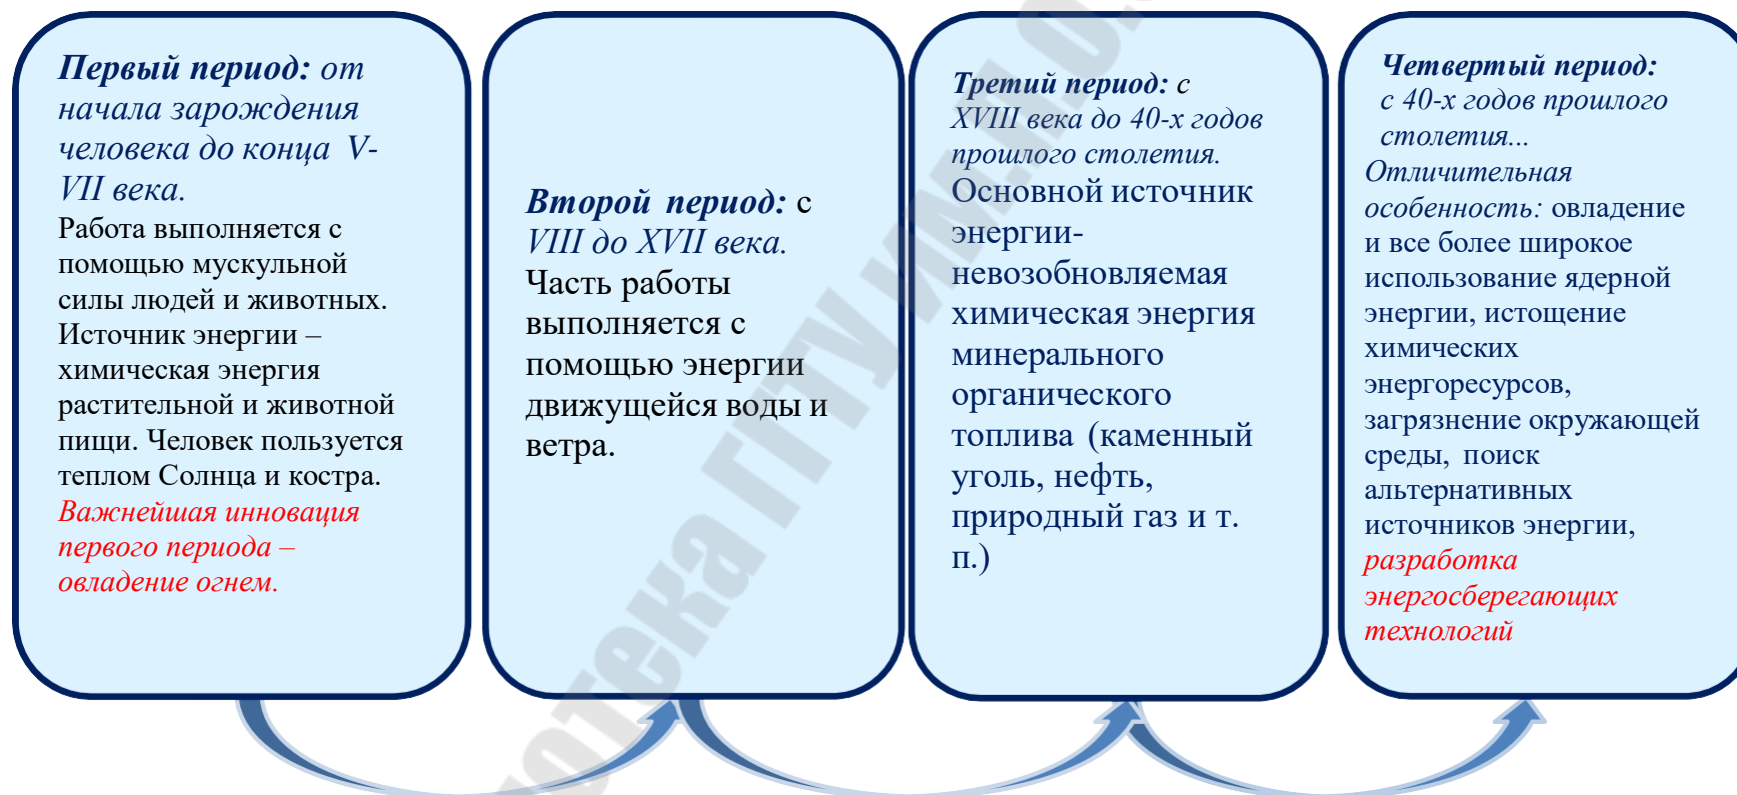 Первый период: от
начала зарождения
человека до конца V-
VII века.
Работа выполняется с
помощью мускульной
силы людей и животных.
Источник энергии –
химическая энергия
растительной и животной
пищи. Человек пользуется
теплом Солнца и костра.
Важнейшая инновация
первого периода –
овладение огнем.
Второй период: с
VIII до XVII века.
Часть работы
выполняется с
помощью энергии
движущейся воды и
ветра.
Третий период: с
XVIII века до 40-х годов
прошлого столетия.
Основной источник
энергии-
невозобновляемая
химическая энергия
минерального
органического
топлива (каменный
уголь, нефть,
природный газ и т.
п.)
Четвертый период:
с 40-х годов прошлого
столетия...
Отличительная
особенность: овладение
и все более широкое
использование ядерной
энергии, истощение
химических
энергоресурсов,
загрязнение окружающей
среды, поиск
альтернативных
источников энергии,
разработка
энергосберегающих
технологий